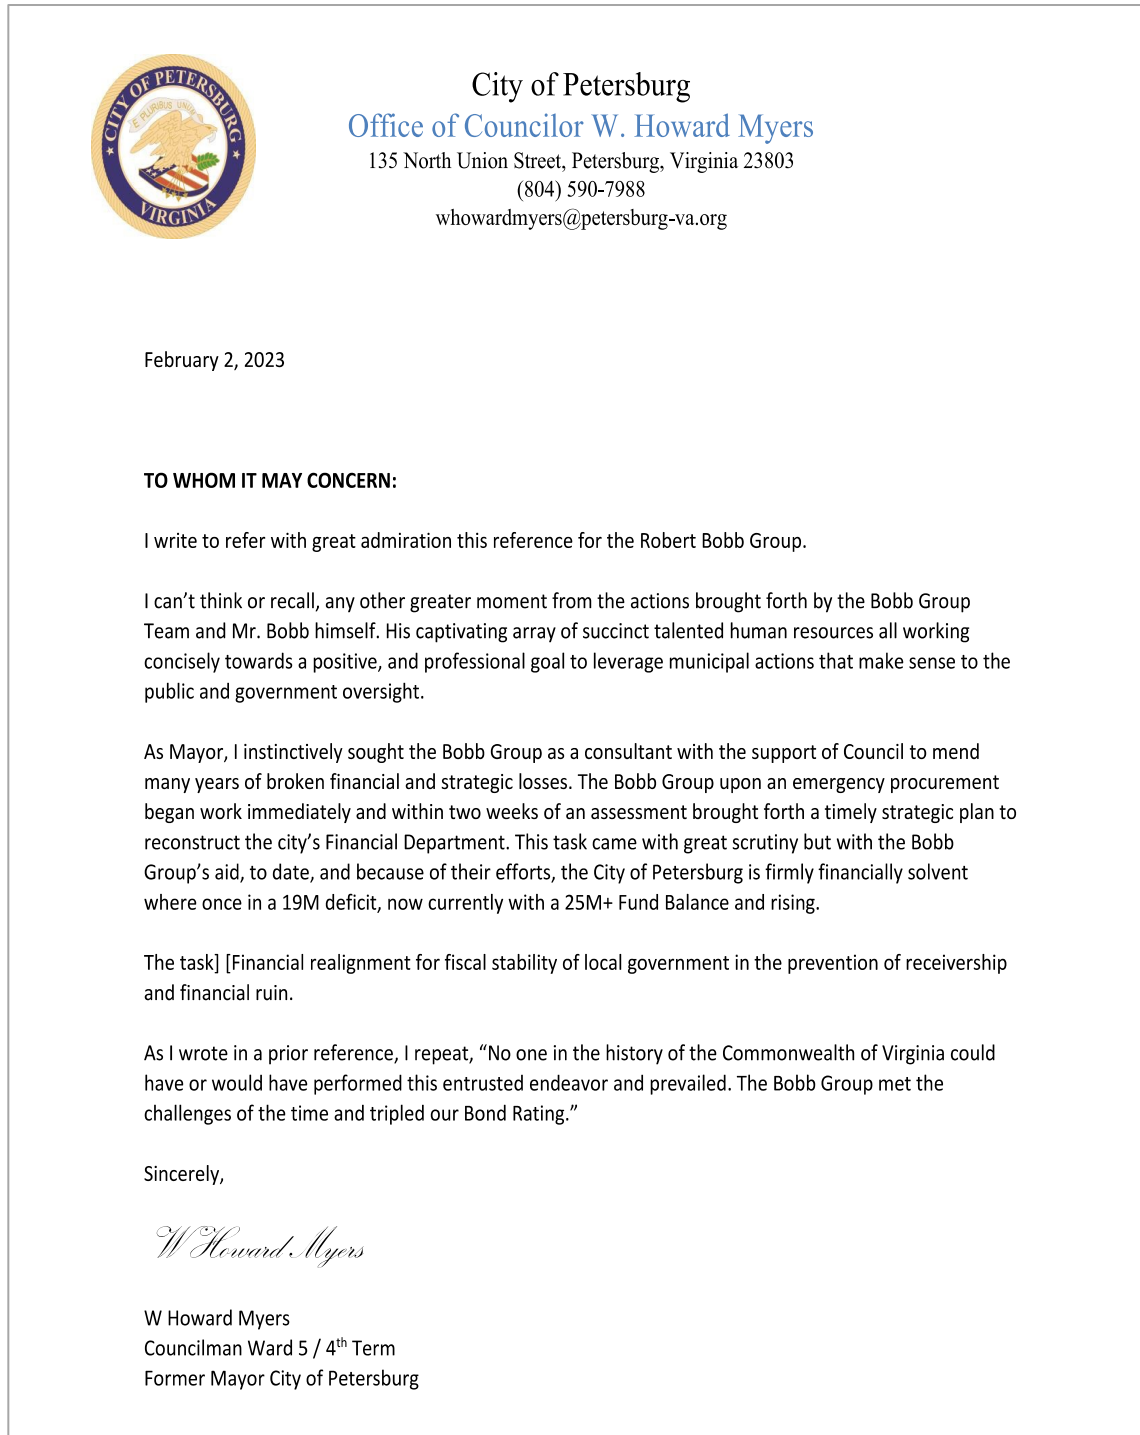 CITY OF PETERSBURG
E PLURIBUS UNUM
VIRGINIA
City of Petersburg
Office of Councilor W. Howard Myers
135 North Union Street, Petersburg, Virginia 23803
(804) 590-7988
whowardmyers@petersburg-va.org
February 2, 2023
TO WHOM IT MAY CONCERN:
I write to refer with great admiration this reference for the Robert Bobb Group.
I can’t think or recall, any other greater moment from the actions brought forth by the Bobb Group
Team and Mr. Bobb himself. His captivating array of succinct talented human resources all working
concisely towards a positive, and professional goal to leverage municipal actions that make sense to the
public and government oversight.
As Mayor, I instinctively sought the Bobb Group as a consultant with the support of Council to mend
many years of broken financial and strategic losses. The Bobb Group upon an emergency procurement
began work immediately and within two weeks of an assessment brought forth a timely strategic plan to
reconstruct the city’s Financial Department. This task came with great scrutiny but with the Bobb
Group’s aid, to date, and because of their efforts, the City of Petersburg is firmly financially solvent
where once in a 19M deficit, now currently with a 25M+ Fund Balance and rising.
The task] [Financial realignment for fiscal stability of local government in the prevention of receivership
and financial ruin.
As I wrote in a prior reference, I repeat, “No one in the history of the Commonwealth of Virginia could
have or would have performed this entrusted endeavor and prevailed. The Bobb Group met the
challenges of the time and tripled our Bond Rating.”
Sincerely,
W Howard Myers
W Howard Myers
Councilman Ward 5 / 4th Term
Former Mayor City of Petersburg